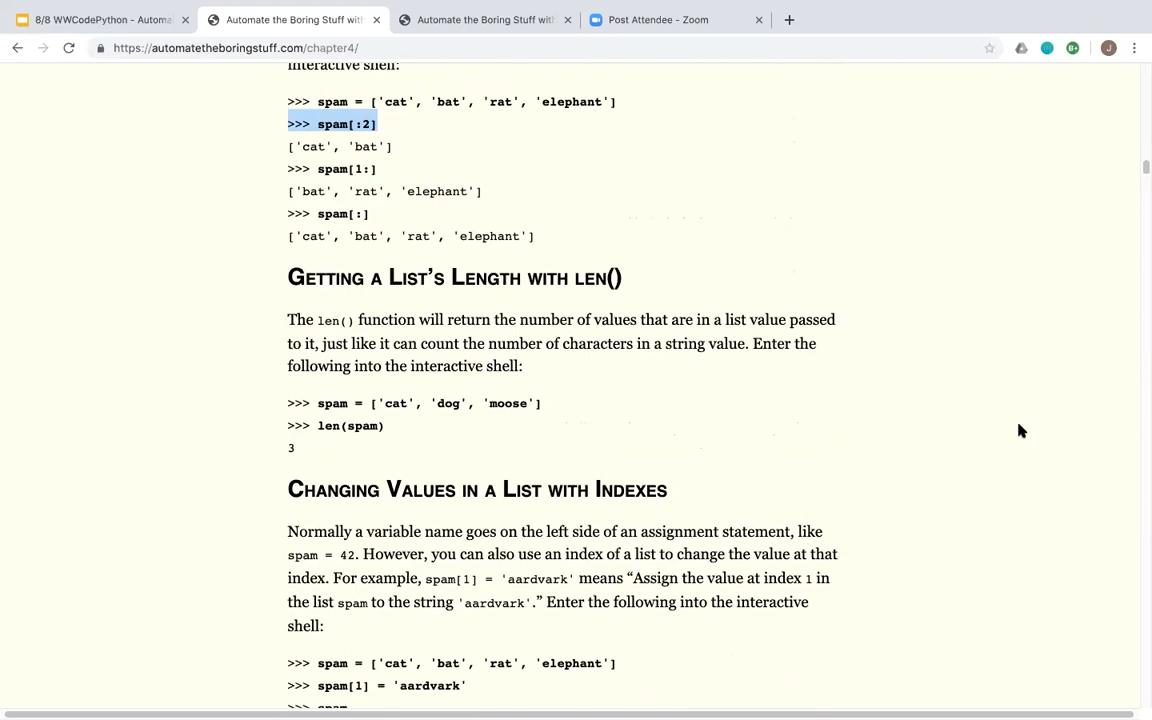 8/8 WWCodePython - Automa
Automate the Boring Stuff wit
Automate the Boring Stuff wit
Post Attendee - Zoom
https://automatetheboringstuff.com/chapter4/
J
interactive shell:
>>> spam = ['cat', 'bat', 'rat', 'elephant']
>>> spam[:2]
['cat', 'bat']
>>> spam[1:]
['bat', 'rat', 'elephant']
>>> spam[:]
['cat', 'bat', 'rat', 'elephant']
Getting a List’s Length with len()
The len() function will return the number of values that are in a list value passed
to it, just like it can count the number of characters in a string value. Enter the
following into the interactive shell:
>>> spam = ['cat', 'dog', 'moose']
>>> len(spam)
3
Changing Values in a List with Indexes
Normally a variable name goes on the left side of an assignment statement, like
spam = 42. However, you can also use an index of a list to change the value at that
index. For example, spam[1] = 'aardvark' means “Assign the value at index 1 in
the list spam to the string 'aardvark'.” Enter the following into the interactive
shell:
>>> spam = ['cat', 'bat', 'rat', 'elephant']
>>> spam[1] = 'aardvark'
>>> spam